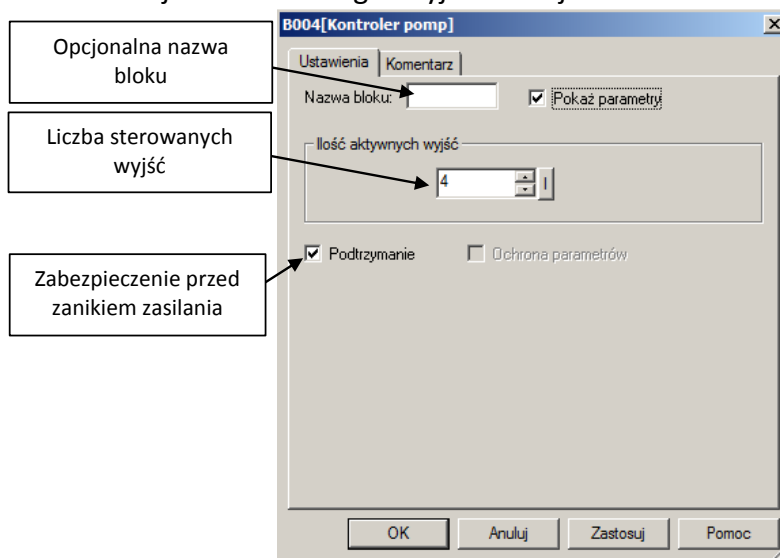 B004[Kontroler pomp]
Opcjonalna nazwa
bloku
Ustawienia Komentarz
Nazwa bloku: Pokaż parametry
Liczba sterowanych
wyjść
Ilość aktywnych wyjść
4 I
Zabezpieczenie przed
zanikiem zasilania
Podtrzymanie Ochrona parametrów
OK Anuluj Zastosuj Pomoc